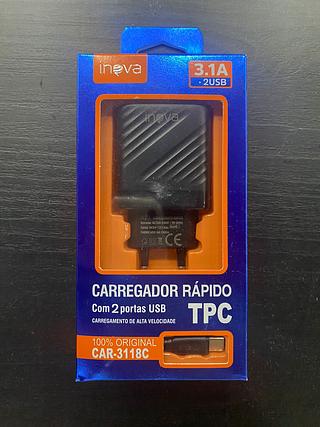 inova
3.1A
- 2USB
inova
CARREGADOR RÁPIDO
Com 2 portas USB
TPC
CARREGAMENTO DE ALTA VELOCIDADE
100% ORIGINAL
CAR-3118C